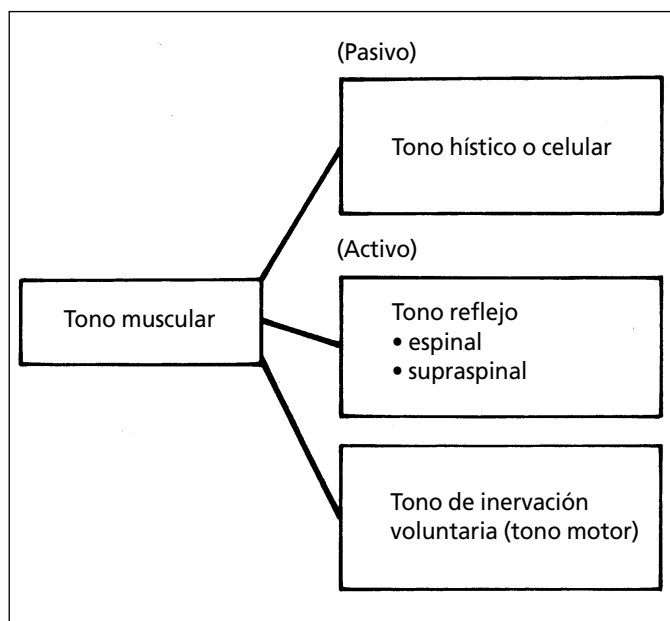 (Pasivo)
Tono hístico o celular
(Activo)
Tono muscular
Tono reflejo
• espinal
• supraspinal
Tono de inervación
voluntaria (tono motor)